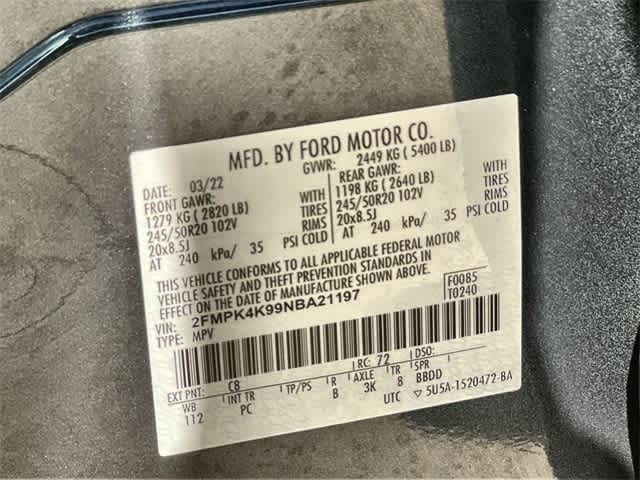 MFD. BY FORD MOTOR CO.
DATE: 03/22 GVWR: 2449 KG ( 5400 LB)
FRONT GAWR: REAR GAWR:
1279 KG ( 2820 LB) WITH 1198 KG ( 2640 LB) WITH
245/50R20 102V TIRES 245/50R20 102V TIRES
20x8.5J RIMS 20x8.5J RIMS
AT 240 kPa/ 35 PSI COLD AT 240 kPa/ 35 PSI COLD
THIS VEHICLE CONFORMS TO ALL APPLICABLE FEDERAL MOTOR
VEHICLE SAFETY AND THEFT PREVENTION STANDARDS IN
EFFECT ON THE DATE OF MANUFACTURE SHOWN ABOVE.
VIN: 2FMPK4K99NBA21197 F0085
TYPE: MPV T0240
EXT PNT: C8 RC: 72 DSO:
WB INT TR TP/PS R AXLE TR SPR
112 PC B 3K 8 BBDD
UTC ▽ 5U5A-1520472-BA